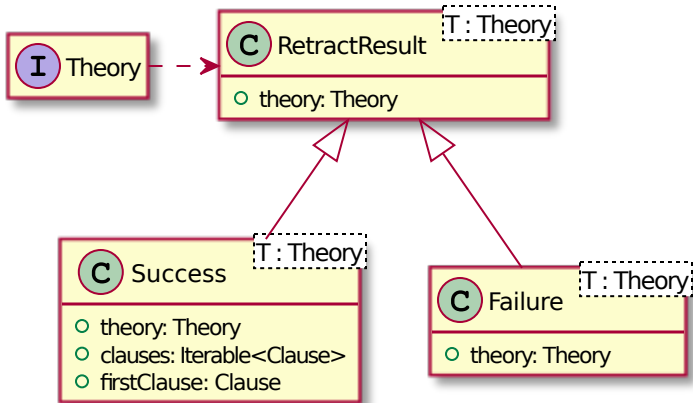 T : Theory
C RetractResult
I Theory
theory: Theory
T : Theory
C Success
T : Theory
C Failure
theory: Theory
clauses: Iterable<Clause>
firstClause: Clause
theory: Theory